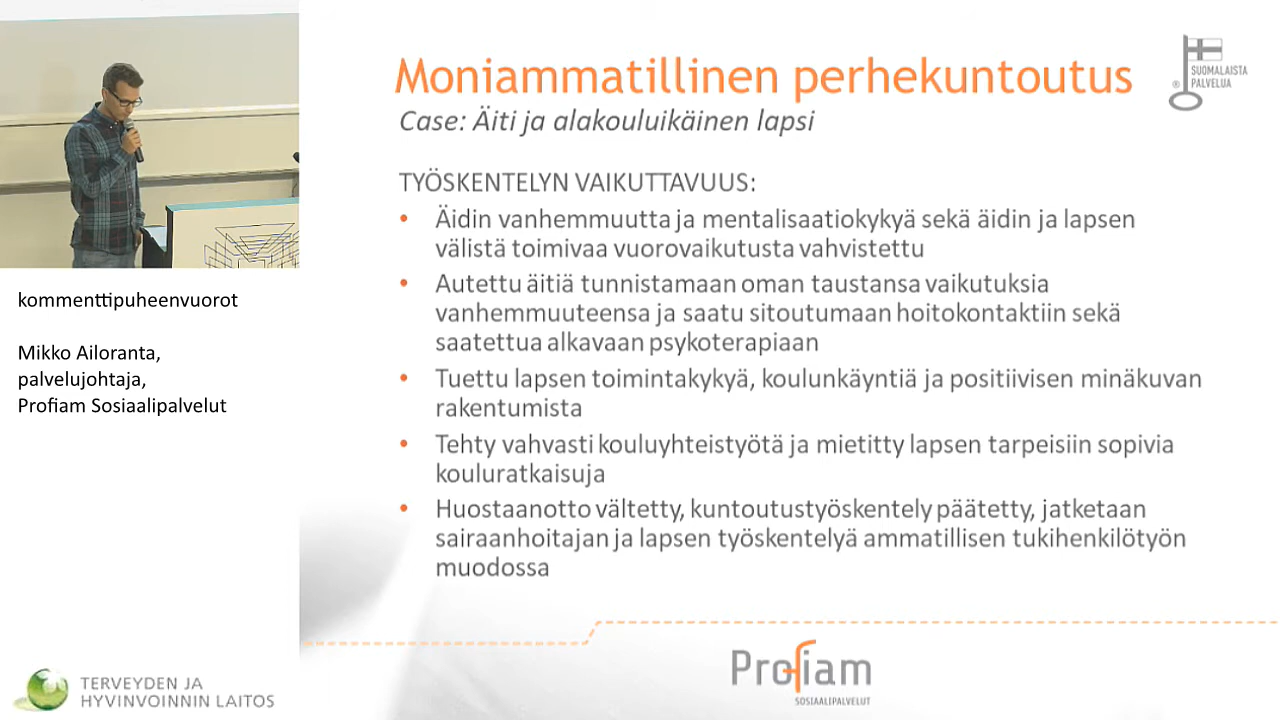 Moniammatillinen perhekuntoutus
Case: Äiti ja alakouluikäinen lapsi
® SUOMALAISTA
PALVELUA
TYÖSKENTELYN VAIKUTTAVUUS:
• Äidin vanhemmuutta ja mentalisaatiokykyä sekä äidin ja lapsen
välistä toimivaa vuorovaikutusta vahvistettu
• Autettu äitiä tunnistamaan oman taustansa vaikutuksia
vanhemmuuteensa ja saatu sitoutumaan hoitokontaktiin sekä
saatettua alkavaan psykoterapiaan
• Tuettu lapsen toimintakykyä, koulunkäyntiä ja positiivisen minäkuvan
rakentumista
• Tehty vahvasti kouluyhteistyötä ja mietitty lapsen tarpeisiin sopivia
kouluratkaisuja
• Huostaanotto vältetty, kuntoutustyöskentely päätetty, jatketaan
sairaanhoitajan ja lapsen työskentelyä ammatillisen tukihenkilötyön
muodossa
kommenttipuheenvuorot
Mikko Ailoranta,
palvelujohtaja,
Profiam Sosiaalipalvelut
TERVEYDEN JA
HYVINVOINNIN LAITOS
Profiam
SOSIAALIPALVELUT